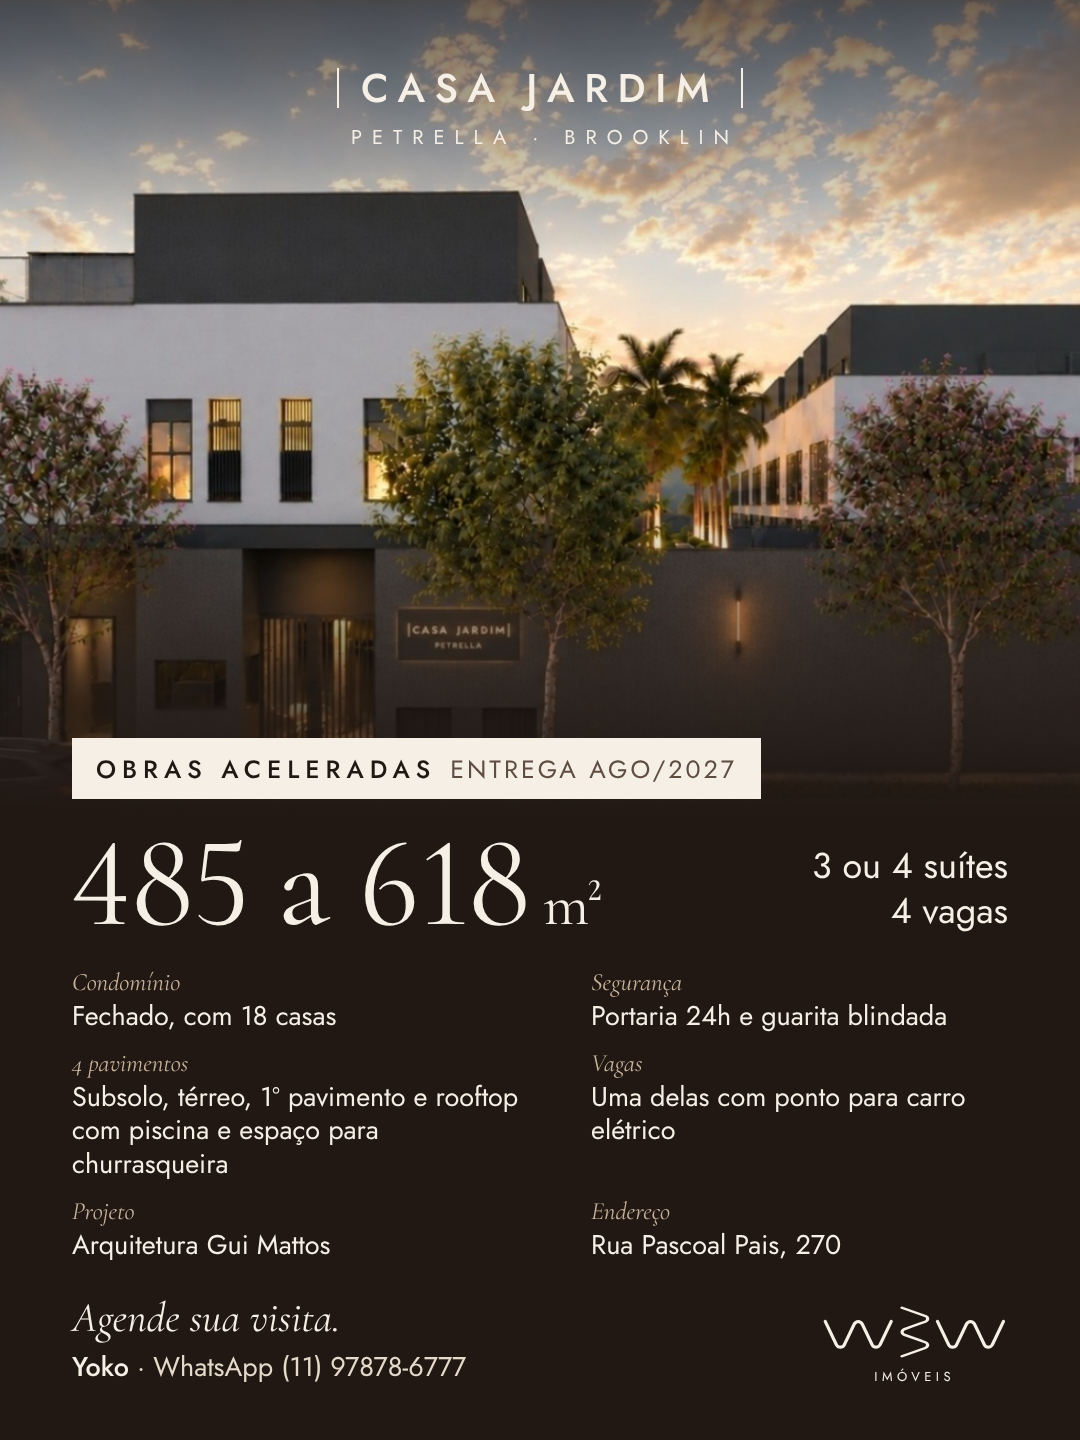 CASA JARDIM
PETRELLA · BROOKLIN
|CASA JARDIM|
PETRELLA
OBRAS ACELERADAS ENTREGA AGO/2027
485 a 618 m²
3 ou 4 suítes
4 vagas
Condomínio
Fechado, com 18 casas
Segurança
Portaria 24h e guarita blindada
4 pavimentos
Subsolo, térreo, 1º pavimento e rooftop
com piscina e espaço para
churrasqueira
Vagas
Uma delas com ponto para carro
elétrico
Projeto
Arquitetura Gui Mattos
Endereço
Rua Pascoal Pais, 270
Agende sua visita.
Yoko · WhatsApp (11) 97878-6777
W3W
IMÓVEIS